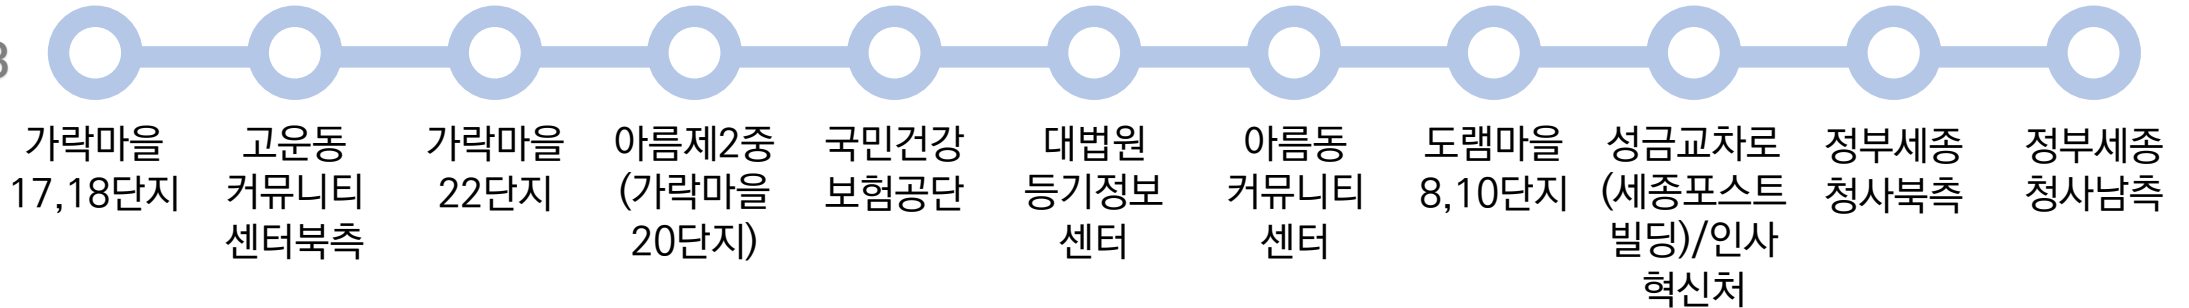 가락마을
17,18단지
고운동
커뮤니티
센터북측
가락마을
22단지
아름제2중
(가락마을
20단지)
국민건강
보험공단
대법원
등기정보
센터
아름동
커뮤니티
센터
도램마을
8,10단지
성금교차로
(세종포스트
빌딩)/인사
혁신처
정부세종
청사북측
정부세종
청사남측